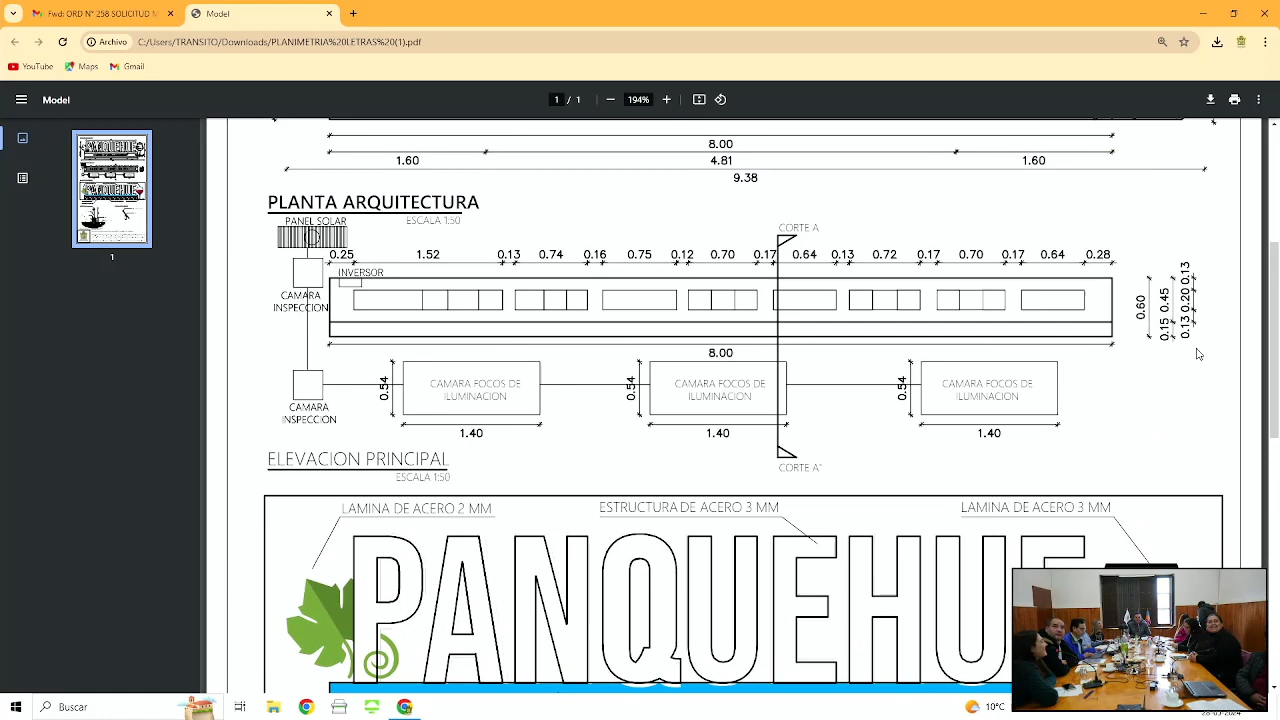 Fwd: ORD N° 258 SOLICITUD M
Model
Archivo
C:/Users/TRANSITO/Downloads/PLANIMETRIA%20LETRAS%20(1).pdf
YouTube
Maps
Gmail
Model
1 / 1
194%
1
8.00
1.60
4.81
1.60
9.38
PLANTA ARQUITECTURA
ESCALA 1:50
PANEL SOLAR
CORTE A
0.25 1.52 0.13 0.74 0.16 0.75 0.12 0.70 0.17 0.64 0.13 0.72 0.17 0.70 0.17 0.64 0.28
INVERSOR
CAMARA
INSPECCION
0.60
0.15 0.45
0.13 0.20 0.13
8.00
0.54
CAMARA FOCOS DE
ILUMINACION
0.54
CAMARA FOCOS DE
ILUMINACION
0.54
CAMARA FOCOS DE
ILUMINACION
CAMARA
INSPECCION
1.40
1.40
1.40
ELEVACION PRINCIPAL
ESCALA 1:50
CORTE A"
LAMINA DE ACERO 2 MM
ESTRUCTURA DE ACERO 3 MM
LAMINA DE ACERO 3 MM
PANQUEHUE
Buscar
10°C